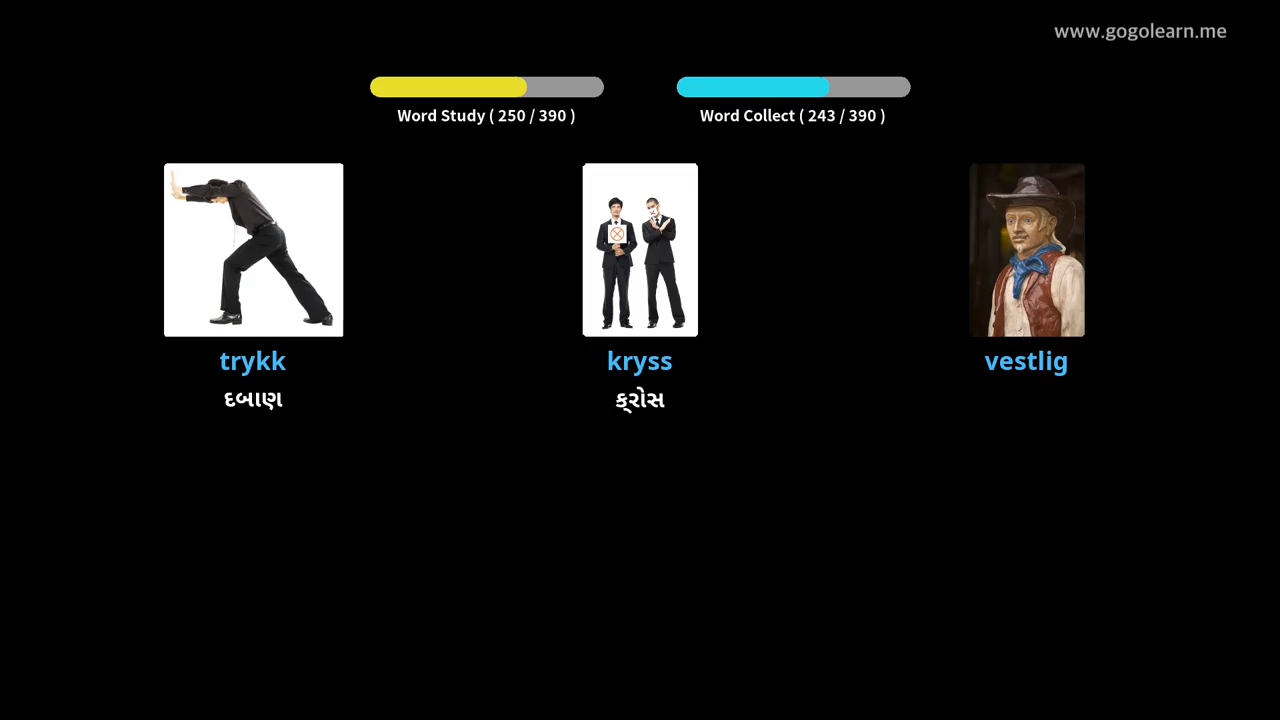 www.gogolearn.me
Word Study ( 250 / 390 )
Word Collect ( 243 / 390 )
trykk
દબાણ
kryss
ક્રોસ
vestlig